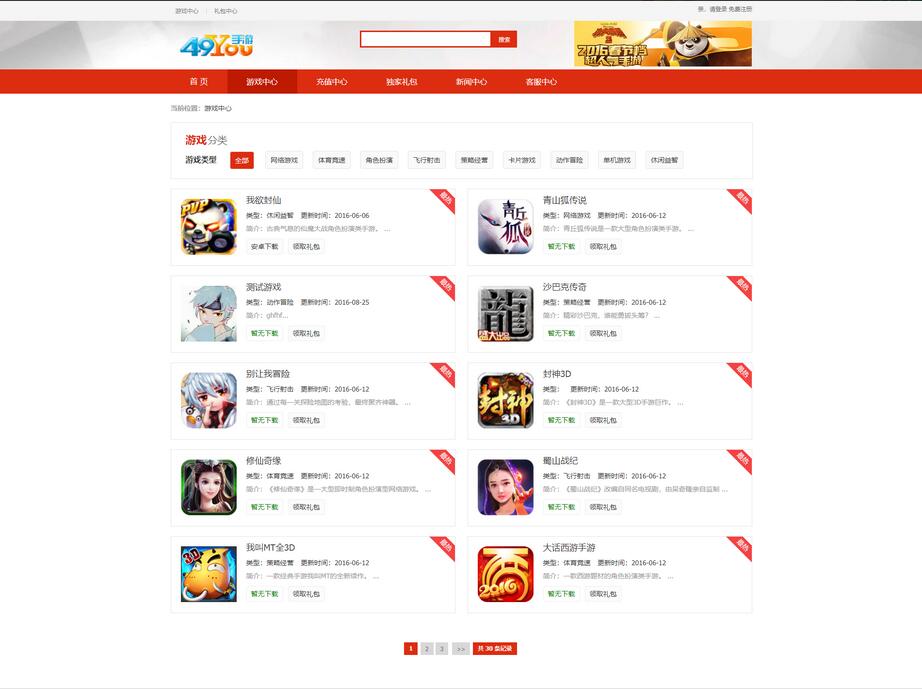 游戏中心 | 礼包中心
亲，请登录 免费注册
49You手游
搜索
2016春节档
超人气手游
首 页
游戏中心
充值中心
独家礼包
新闻中心
客服中心
当前位置：游戏中心
游戏分类
游戏类型 全部 网络游戏 体育竞速 角色扮演 飞行射击 策略经营 卡片游戏 动作冒险 单机游戏 休闲益智
PVP
我欲封仙
类型：休闲益智 更新时间：2016-06-06
简介：古典气息的仙魔大战角色扮演类手游。 ...
安卓下载 领取礼包
最热
青丘狐
青山狐传说
类型：网络游戏 更新时间：2016-06-12
简介：青丘狐传说是一款大型角色扮演类手游。 ...
暂无下载 领取礼包
最热
测试游戏
类型：动作冒险 更新时间：2016-08-25
简介：ghfhf...
暂无下载 领取礼包
最热
龍
盛大出品
沙巴克传奇
类型：策略经营 更新时间：2016-06-12
简介：精彩沙巴克，谁能勇拔头筹？ ...
暂无下载 领取礼包
最热
别让我冒险
类型：飞行射击 更新时间：2016-06-12
简介：通过每一关探险地图的考验，最终聚齐神器。 ...
暂无下载 领取礼包
最热
封神
3D
封神3D
类型： 更新时间：2016-06-12
简介：《封神3D》是一款大型3D手游巨作。 ...
暂无下载 领取礼包
最热
修仙奇缘
类型：体育竞速 更新时间：2016-06-12
简介：《修仙奇缘》是一大型即时制角色扮演型网络游戏。 ...
暂无下载 领取礼包
最热
蜀山战纪
类型：飞行射击 更新时间：2016-06-12
简介：《蜀山战纪》改编自同名电视剧，由吴奇隆亲自监制 ...
暂无下载 领取礼包
最热
3D
我叫MT全3D
类型：策略经营 更新时间：2016-06-12
简介：一款经典手游我叫MT的全新续作。 ...
暂无下载 领取礼包
最热
西
2016
大话西游手游
类型：体育竞速 更新时间：2016-06-12
简介：一款西游题材的角色扮演类手游。 ...
暂无下载 领取礼包
最热
1 2 3 >> 共 30 条记录